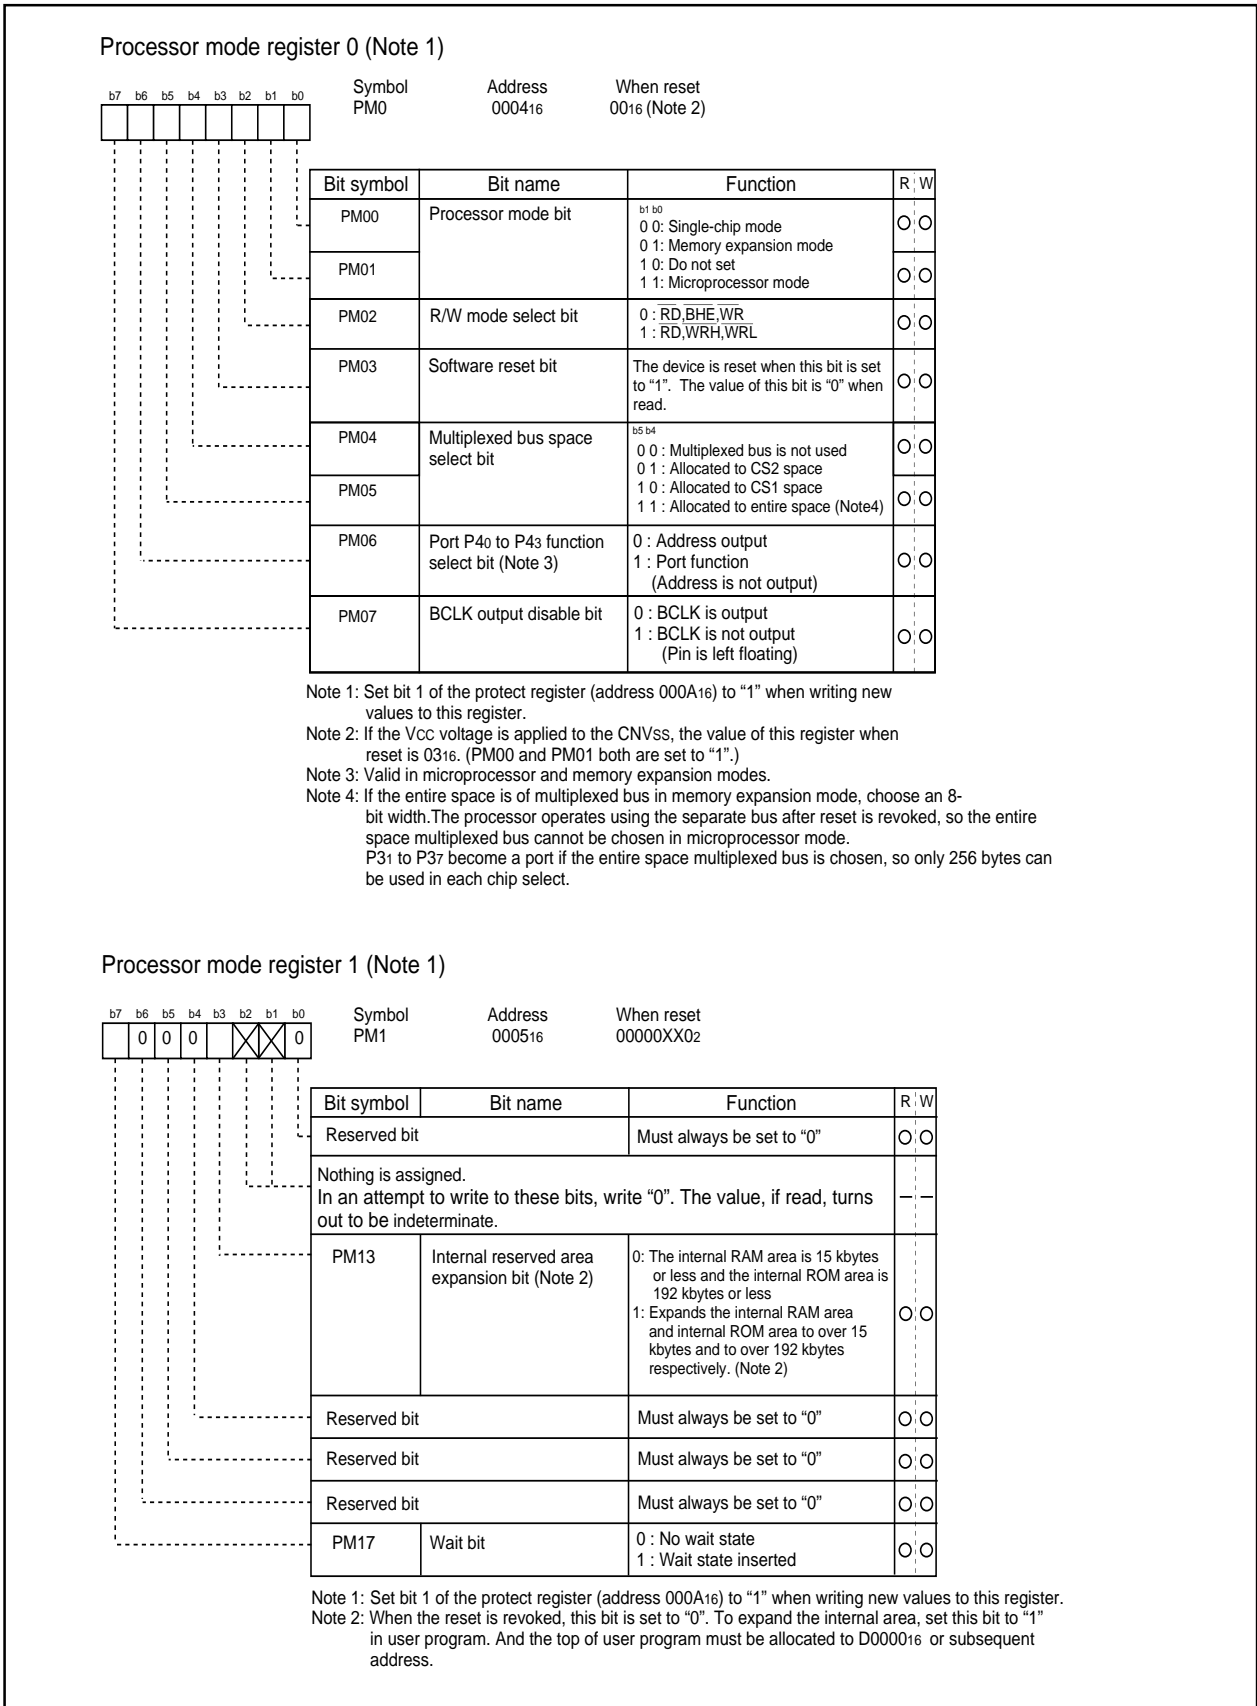 Processor mode register 0 (Note 1)
Symbol Address When reset
b7 b6 b5 b4 b3 b2 b1 b0
PM0 000416 0016 (Note 2)
Bit symbol Bit name Function R W
PM00 Processor mode bit
b1 b0
0 0: Single-chip mode
0 1: Memory expansion mode
PM01
1 0: Do not set
1 1: Microprocessor mode
PM02 R/W mode select bit
0 : RD,BHE,WR
1 : RD,WRH,WRL
PM03 Software reset bit
The device is reset when this bit is set
to “1”. The value of this bit is “0” when
read.
PM04 Multiplexed bus space
select bit
b5 b4
0 0 : Multiplexed bus is not used
0 1 : Allocated to CS2 space
PM05
1 0 : Allocated to CS1 space
1 1 : Allocated to entire space (Note4)
PM06 Port P40 to P43 function
select bit (Note 3)
0 : Address output
1 : Port function
(Address is not output)
PM07 BCLK output disable bit
0 : BCLK is output
1 : BCLK is not output
(Pin is left floating)
Note 1: Set bit 1 of the protect register (address 000A16) to “1” when writing new
values to this register.
Note 2: If the VCC voltage is applied to the CNVSS, the value of this register when
reset is 0316. (PM00 and PM01 both are set to “1”.)
Note 3: Valid in microprocessor and memory expansion modes.
Note 4: If the entire space is of multiplexed bus in memory expansion mode, choose an 8-
bit width.The processor operates using the separate bus after reset is revoked, so the entire
space multiplexed bus cannot be chosen in microprocessor mode.
P31 to P37 become a port if the entire space multiplexed bus is chosen, so only 256 bytes can
be used in each chip select.
Processor mode register 1 (Note 1)
Symbol Address When reset
b7 b6 b5 b4 b3 b2 b1 b0
0 0 0 0
PM1 000516 00000XX02
Bit symbol Bit name Function R W
Reserved bit Must always be set to “0”
Nothing is assigned.
In an attempt to write to these bits, write “0”. The value, if read, turns
out to be indeterminate.
PM13 Internal reserved area
expansion bit (Note 2)
0: The internal RAM area is 15 kbytes
or less and the internal ROM area is
192 kbytes or less
1: Expands the internal RAM area
and internal ROM area to over 15
kbytes and to over 192 kbytes
respectively. (Note 2)
Reserved bit Must always be set to “0”
Reserved bit Must always be set to “0”
Reserved bit Must always be set to “0”
PM17 Wait bit
0 : No wait state
1 : Wait state inserted
Note 1: Set bit 1 of the protect register (address 000A16) to “1” when writing new values to this register.
Note 2: When the reset is revoked, this bit is set to “0”. To expand the internal area, set this bit to “1”
in user program. And the top of user program must be allocated to D000016 or subsequent
address.